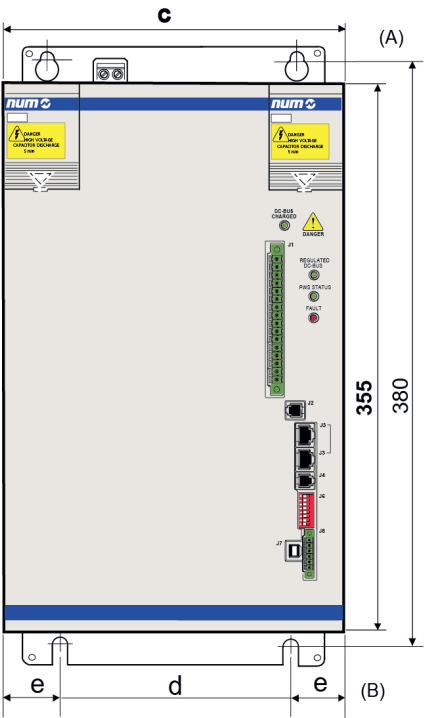 c
(A)
num
num
DANGER
HIGH VOLTAGE
CAPACITOR DISCHARGE
5 min
DANGER
HIGH VOLTAGE
CAPACITOR DISCHARGE
5 min
DC-BUS
CHARGED
DANGER
J1
REGULATED
DC-BUS
PWS STATUS
FAULT
355
380
J2
J5
J3
J4
J6
J8
J7
e
d
e
(B)